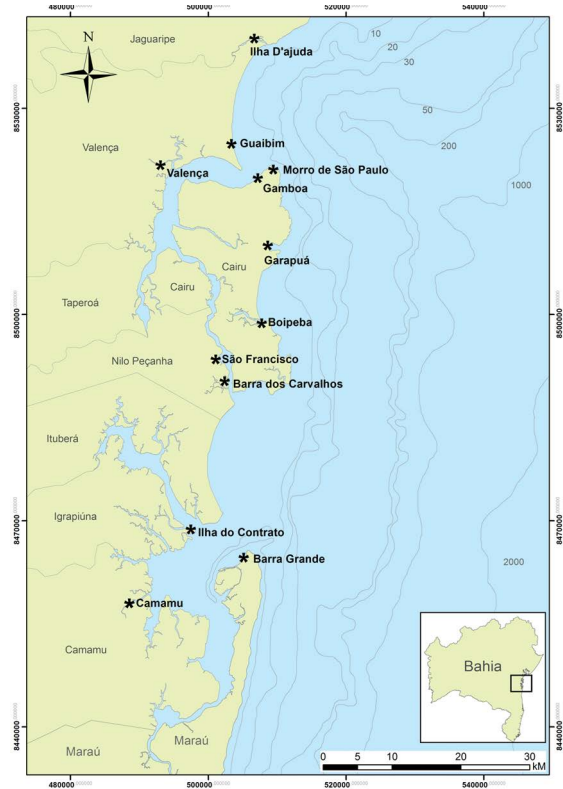 480000 500000 520000 540000
Jaguaripe
N
Ilha D'ajuda
10
20
30
50
200
1000
8530000
8530000
Valença
Guaibim
Valença
Morro de São Paulo
Gamboa
Garapuá
Cairu
Cairu
Taperoá
8500000
8500000
Boipeba
Nilo Peçanha
São Francisco
Barra dos Carvalhos
Ituberá
Igrapiúna
8470000
8470000
Ilha do Contrato
Barra Grande
2000
Camamu
Camamu
Bahia
8440000
8440000
Maraú
Maraú
0 5 10 20 30
kM
480000 500000 520000 540000